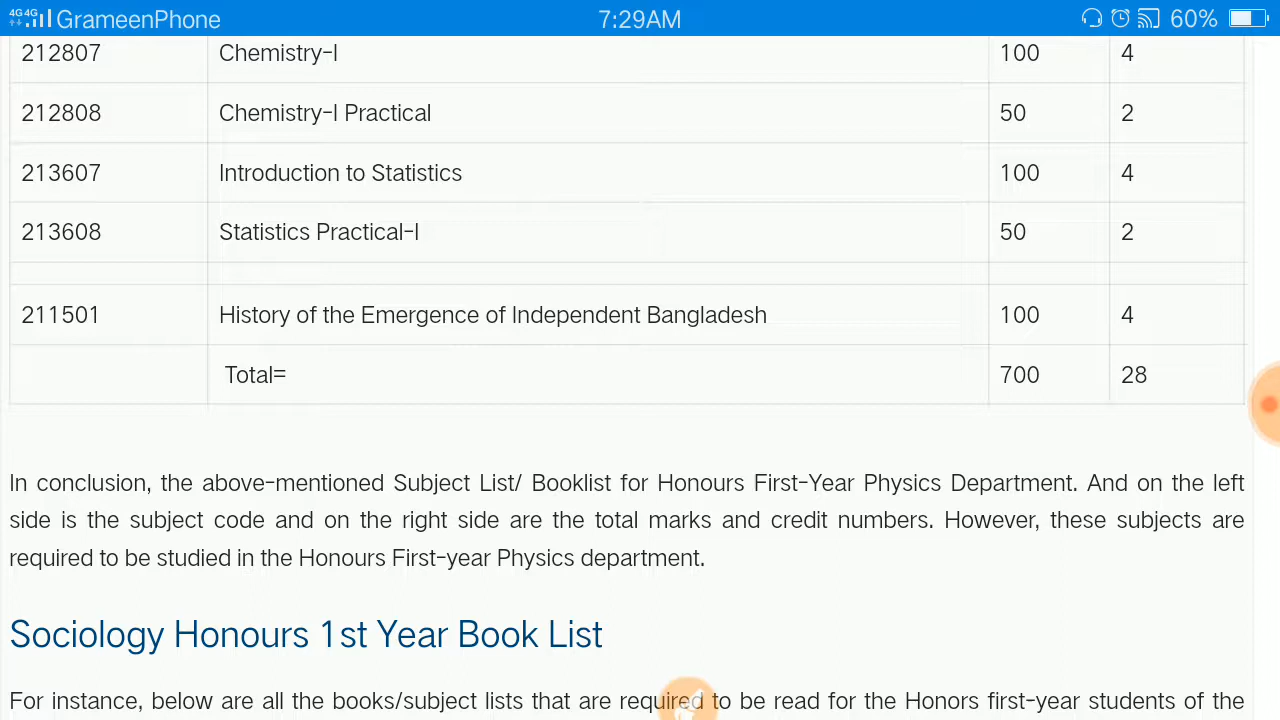 4G4G GrameenPhone 7:29AM 60%
212807 Chemistry-I 100 4
212808 Chemistry-I Practical 50 2
213607 Introduction to Statistics 100 4
213608 Statistics Practical-I 50 2
211501 History of the Emergence of Independent Bangladesh 100 4
Total= 700 28
In conclusion, the above-mentioned Subject List/ Booklist for Honours First-Year Physics Department. And on the left
side is the subject code and on the right side are the total marks and credit numbers. However, these subjects are
required to be studied in the Honours First-year Physics department.
Sociology Honours 1st Year Book List
For instance, below are all the books/subject lists that are required to be read for the Honors first-year students of the